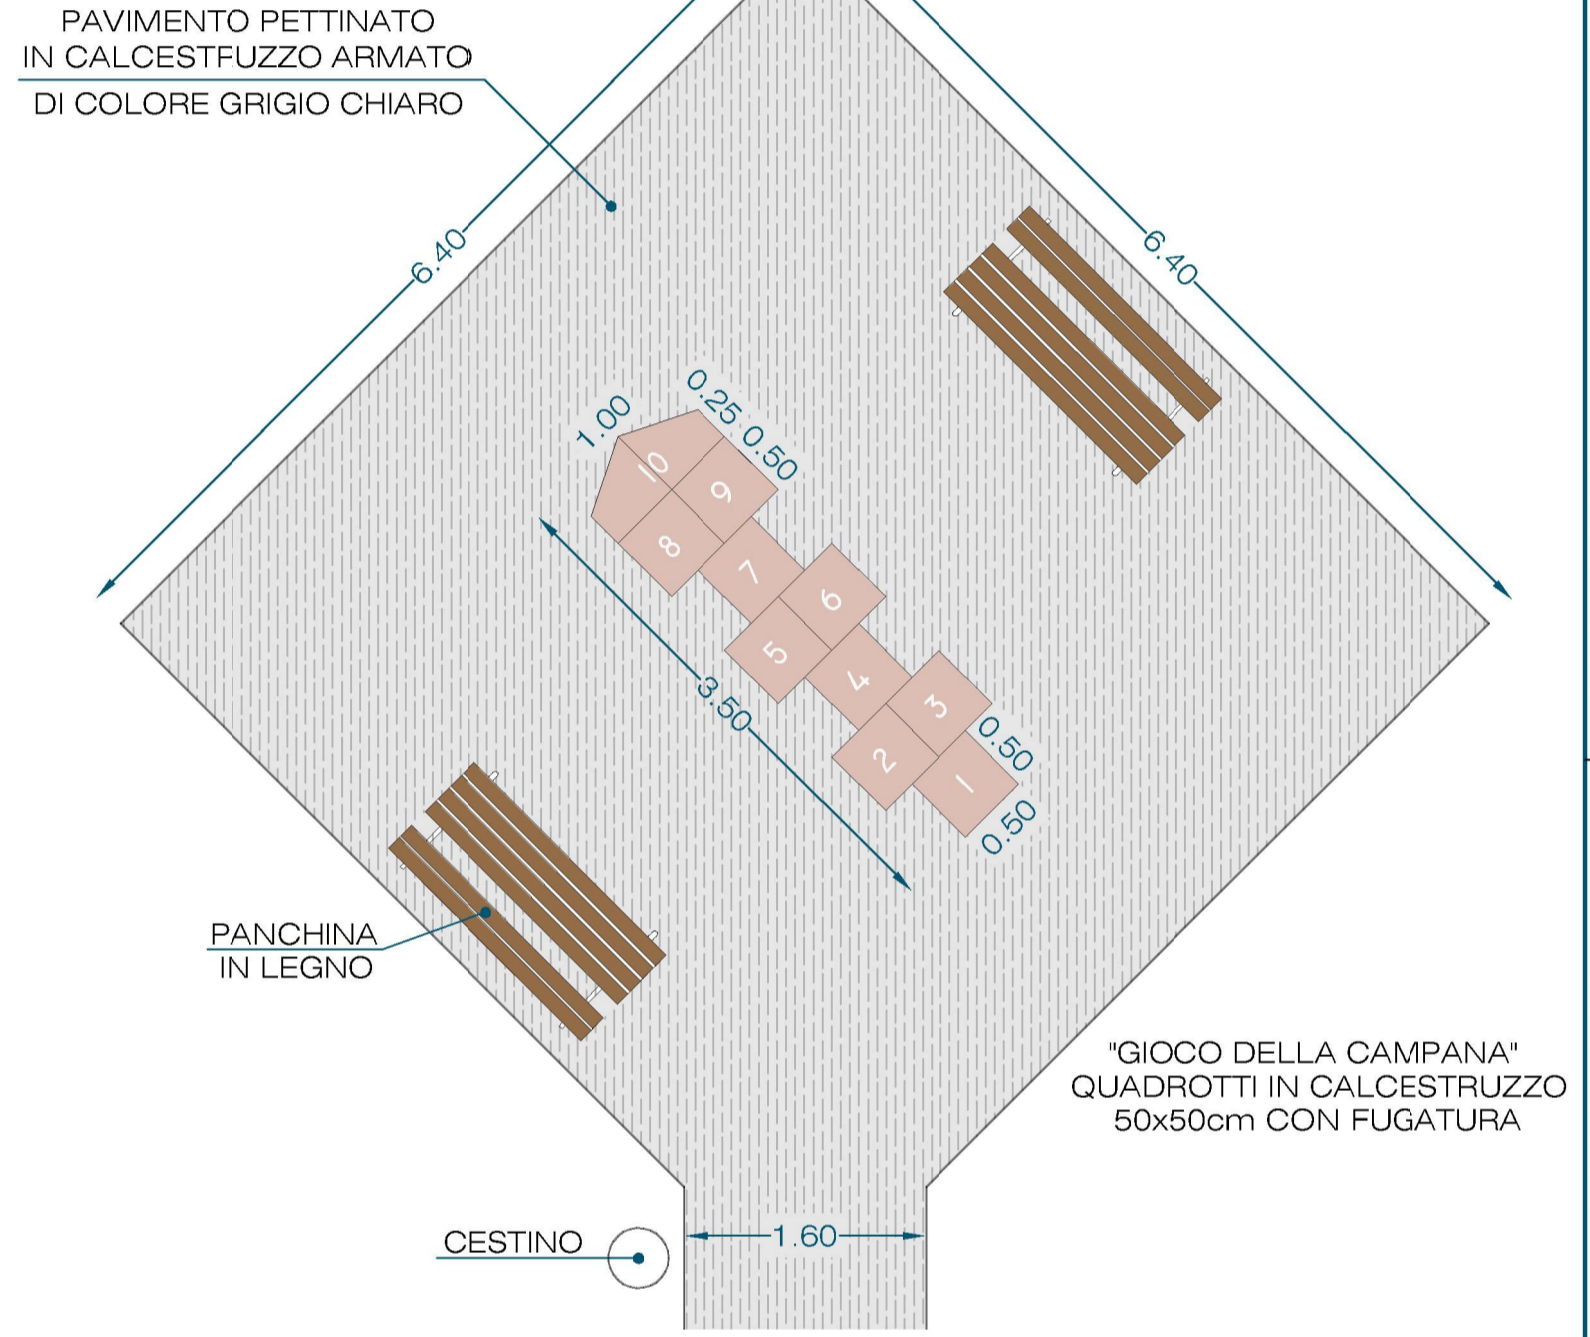 PAVIMENTO PETTINATO
IN CALCESTRUZZO ARMATO
DI COLORE GRIGIO CHIARO
6.40
6.40
1.00
0.25
0.50
10
9
8
7
6
5
4
3
2
1
3.50
0.50
0.50
PANCHINA
IN LEGNO
"GIOCO DELLA CAMPANA"
QUADROTTI IN CALCESTRUZZO
50x50cm CON FUGATURA
CESTINO
1.60